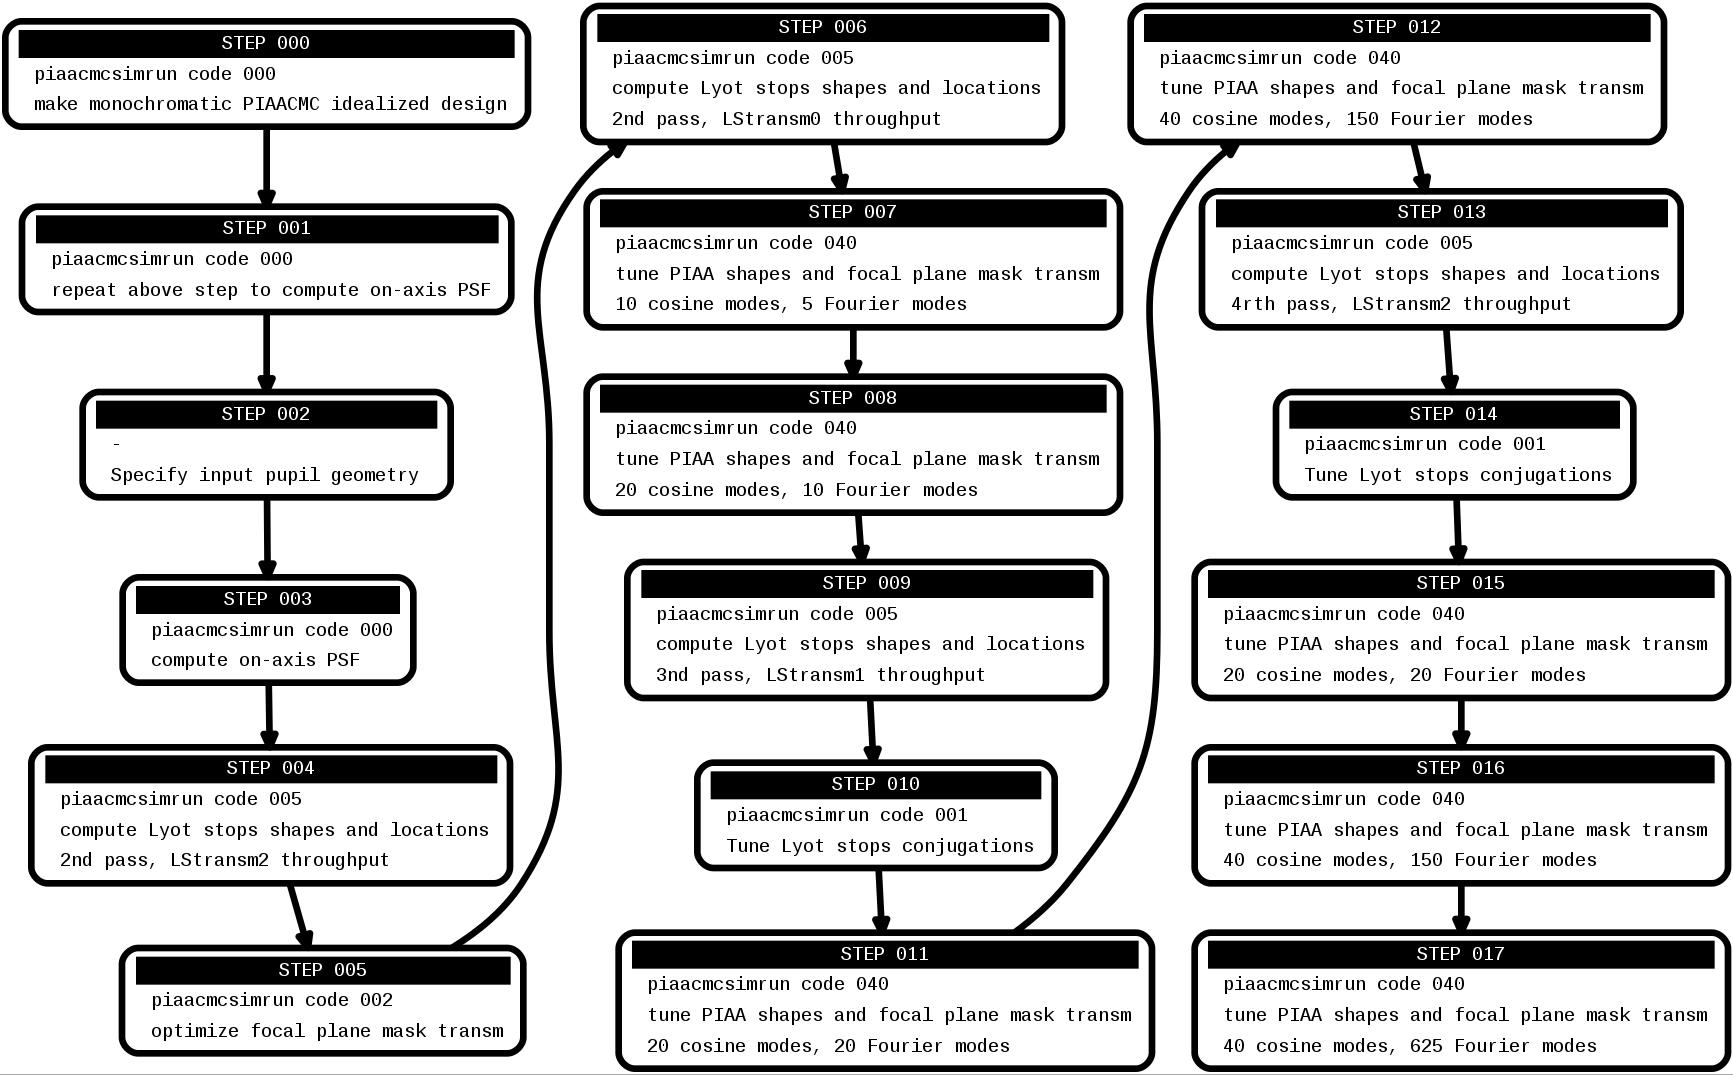 STEP 000
piaacmcsimrun code 000
make monochromatic PIAACMC idealized design
STEP 001
piaacmcsimrun code 000
repeat above step to compute on-axis PSF
STEP 002
-
Specify input pupil geometry
STEP 003
piaacmcsimrun code 000
compute on-axis PSF
STEP 004
piaacmcsimrun code 005
compute Lyot stops shapes and locations
2nd pass, LStransm2 throughput
STEP 005
piaacmcsimrun code 002
optimize focal plane mask transm
STEP 006
piaacmcsimrun code 005
compute Lyot stops shapes and locations
2nd pass, LStransm0 throughput
STEP 007
piaacmcsimrun code 040
tune PIAA shapes and focal plane mask transm
10 cosine modes, 5 Fourier modes
STEP 008
piaacmcsimrun code 040
tune PIAA shapes and focal plane mask transm
20 cosine modes, 10 Fourier modes
STEP 009
piaacmcsimrun code 005
compute Lyot stops shapes and locations
3nd pass, LStransm1 throughput
STEP 010
piaacmcsimrun code 001
Tune Lyot stops conjugations
STEP 011
piaacmcsimrun code 040
tune PIAA shapes and focal plane mask transm
20 cosine modes, 20 Fourier modes
STEP 012
piaacmcsimrun code 040
tune PIAA shapes and focal plane mask transm
40 cosine modes, 150 Fourier modes
STEP 013
piaacmcsimrun code 005
compute Lyot stops shapes and locations
4rth pass, LStransm2 throughput
STEP 014
piaacmcsimrun code 001
Tune Lyot stops conjugations
STEP 015
piaacmcsimrun code 040
tune PIAA shapes and focal plane mask transm
20 cosine modes, 20 Fourier modes
STEP 016
piaacmcsimrun code 040
tune PIAA shapes and focal plane mask transm
40 cosine modes, 150 Fourier modes
STEP 017
piaacmcsimrun code 040
tune PIAA shapes and focal plane mask transm
40 cosine modes, 625 Fourier modes